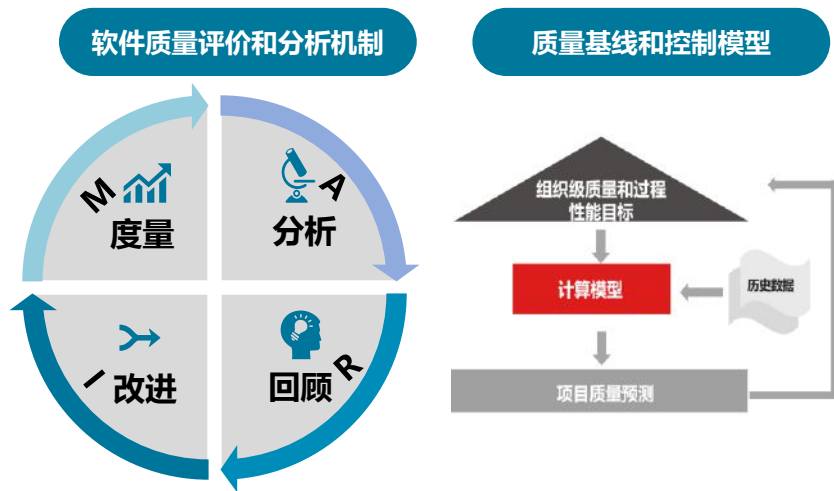 软件质量评价和分析机制
质量基线和控制模型
M
度量
A
分析
I
改进
R
回顾
组织级质量和过程
性能目标
计算模型
历史数据
项目质量预测